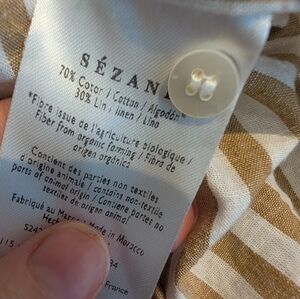 SÉZAN
70% Coton / Cotton / Algodón*
30% Lin / linen / Lino
*Fibre issue de l'agriculture biologique /
Fiber from organic farming / Fibra de
origen orgánico
Contient des parties non textiles
d'origine animale / contains non-textile
parts of animal origin / Contiene partes no
textiles de origen animal
Fabriqué au Maroc / Made in Morocco
Hech
524
France